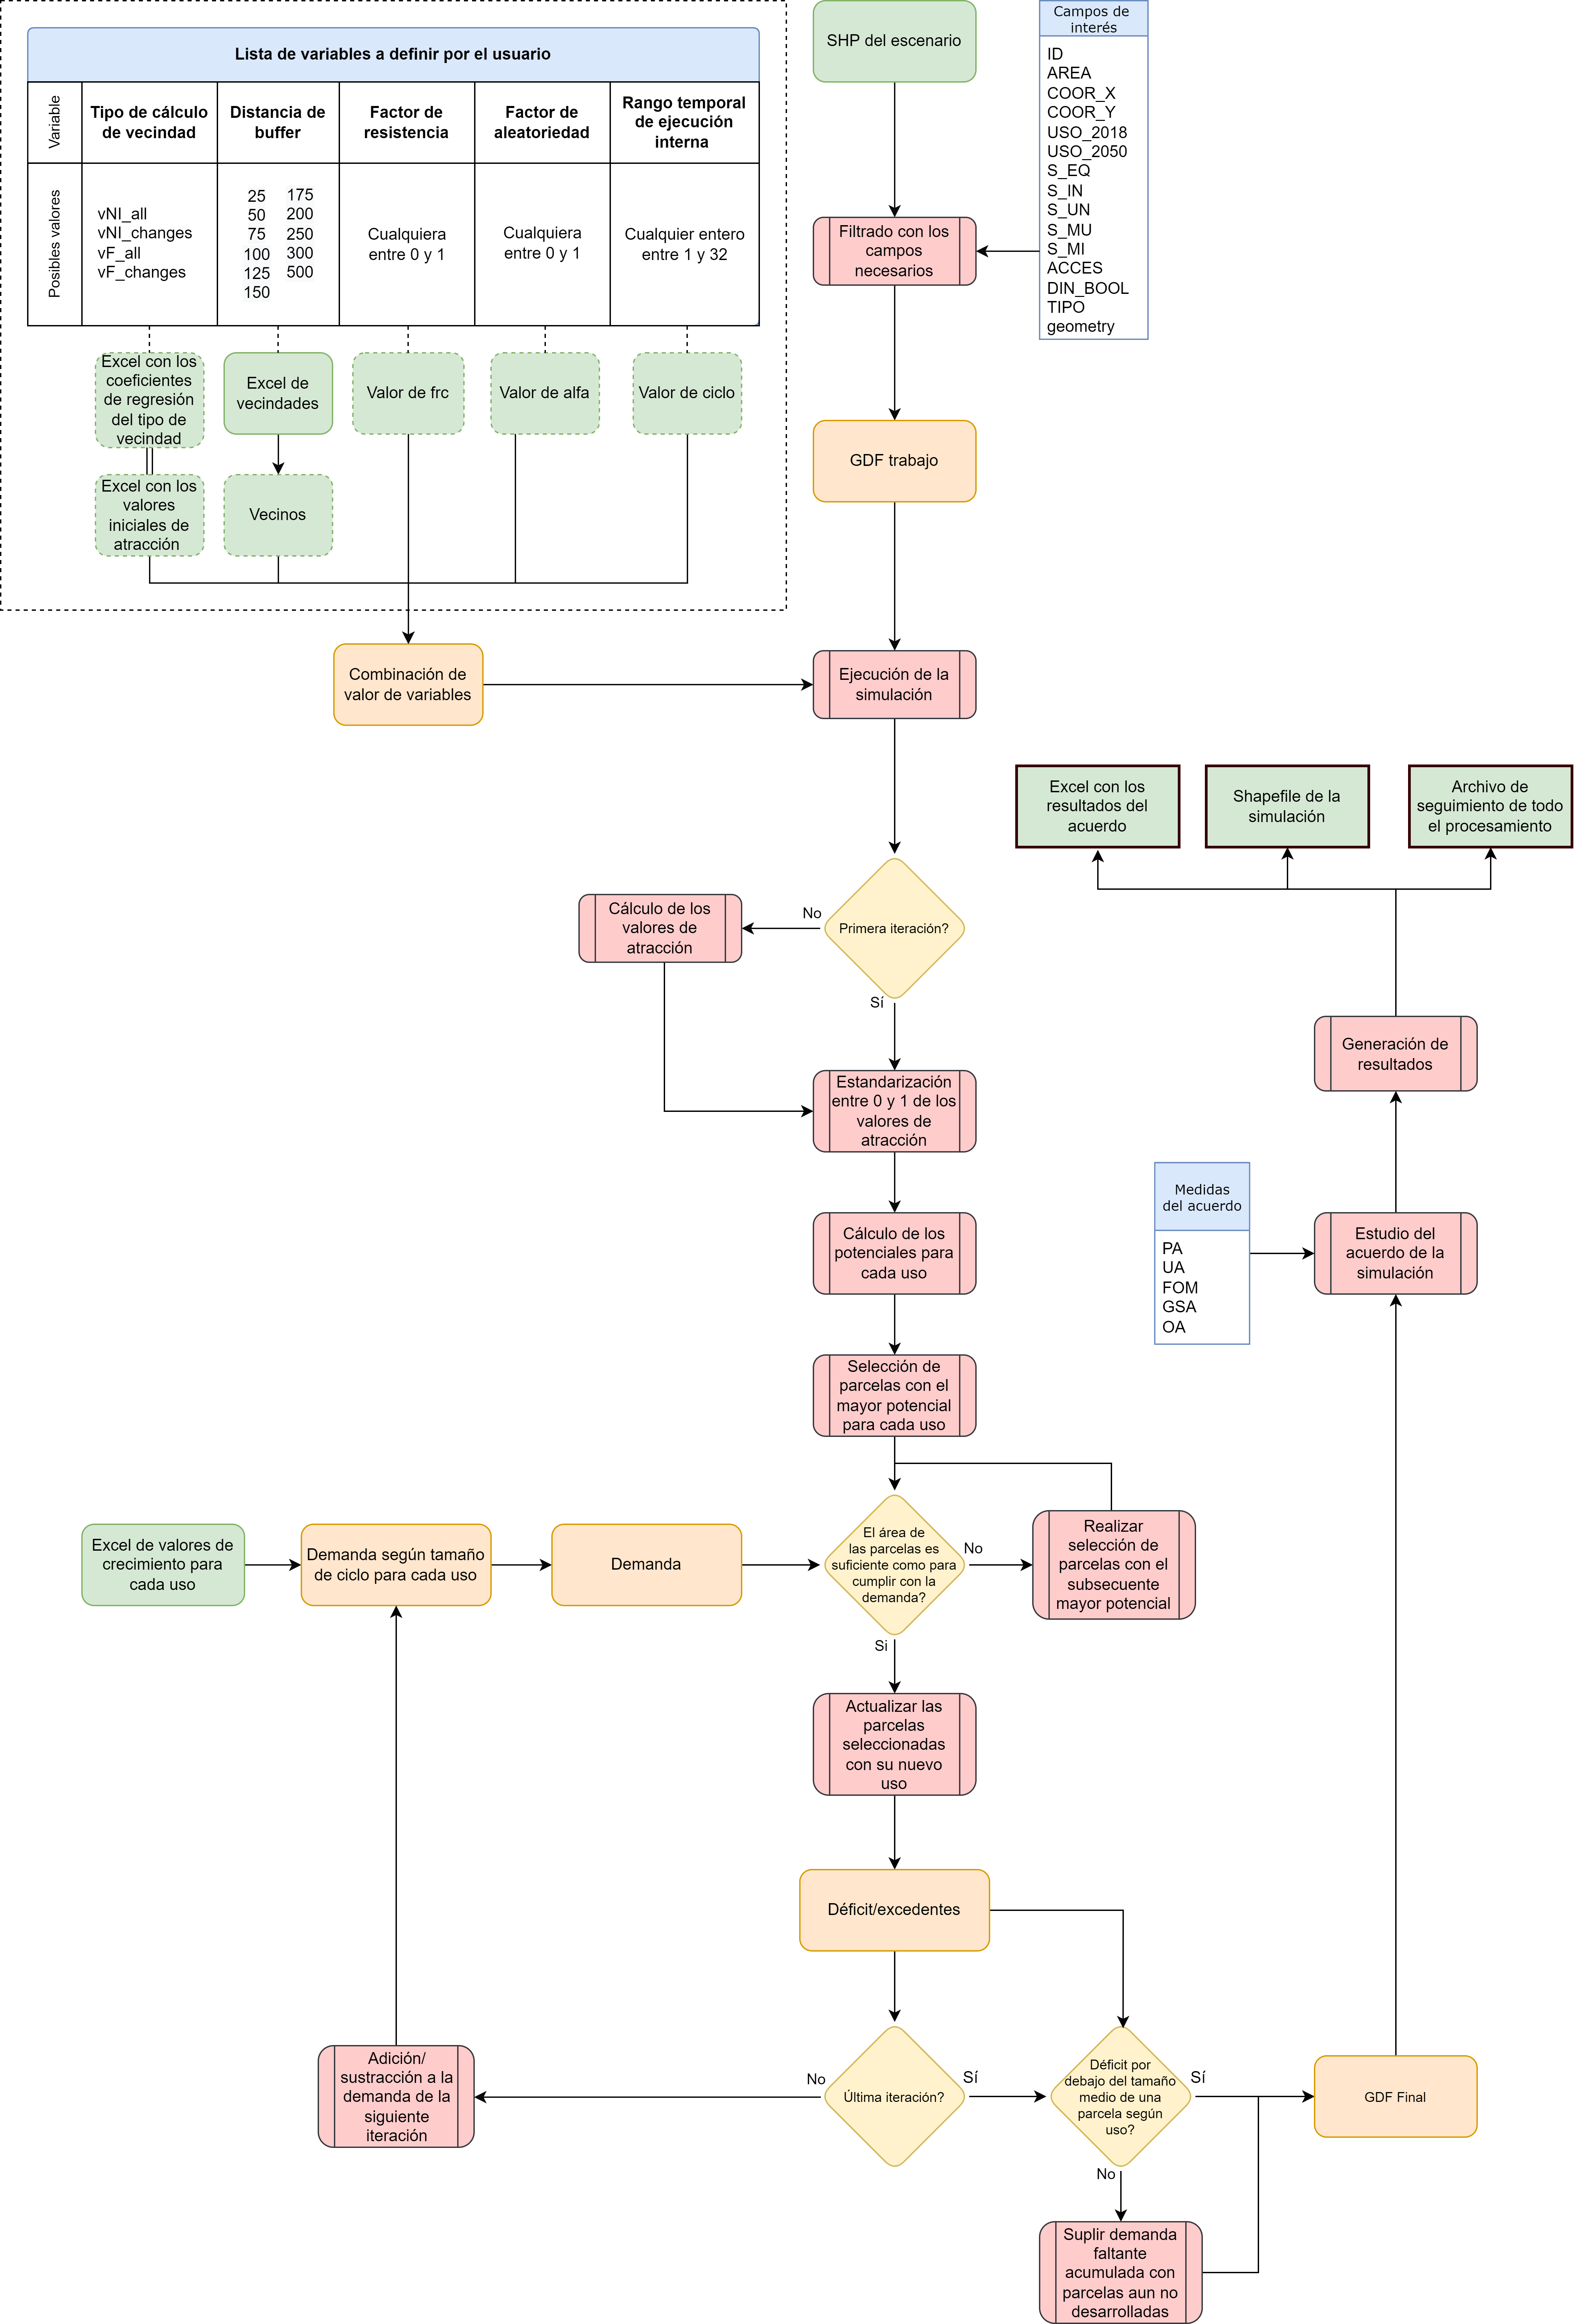 Lista de variables a definir por el usuario
Variable
Tipo de cálculo
de vecindad
Distancia de
buffer
Factor de
resistencia
Factor de
aleatoriedad
Rango temporal
de ejecución
interna
Posibles valores
vNI_all
vNI_changes
vF_all
vF_changes
25
50
75
100
125
150
175
200
250
300
500
Cualquiera
entre 0 y 1
Cualquiera
entre 0 y 1
Cualquier entero
entre 1 y 32
Excel con los
coeficientes
de regresión
del tipo de
vecindad
Excel de
vecindades
Valor de frc
Valor de alfa
Valor de ciclo
Excel con los
valores
iniciales de
atracción
Vecinos
SHP del escenario
Campos de
interés
ID
AREA
COOR_X
COOR_Y
USO_2018
USO_2050
S_EQ
S_IN
S_UN
S_MU
S_MI
ACCES
DIN_BOOL
TIPO
geometry
Filtrado con los
campos
necesarios
GDF trabajo
Combinación de
valor de variables
Ejecución de la
simulación
Excel con los
resultados del
acuerdo
Shapefile de la
simulación
Archivo de
seguimiento de todo
el procesamiento
Cálculo de los
valores de
atracción
No
Primera iteración?
Sí
Generación de
resultados
Estandarización
entre 0 y 1 de los
valores de
atracción
Medidas
del acuerdo
PA
UA
FOM
GSA
OA
Estudio del
acuerdo de la
simulación
Cálculo de los
potenciales para
cada uso
Selección de
parcelas con el
mayor potencial
para cada uso
Excel de valores de
crecimiento para
cada uso
Demanda según tamaño
de ciclo para cada uso
Demanda
El área de
las parcelas es
suficiente como para
cumplir con la
demanda?
No
Realizar
selección de
parcelas con el
subsecuente
mayor potencial
Si
Actualizar las
parcelas
seleccionadas
con su nuevo
uso
Déficit/excedentes
Adición/
sustracción a la
demanda de la
siguiente
iteración
No
Última iteración?
Sí
Déficit por
debajo del tamaño
medio de una
parcela según
uso?
Sí
GDF Final
No
Suplir demanda
faltante
acumulada con
parcelas aun no
desarrolladas